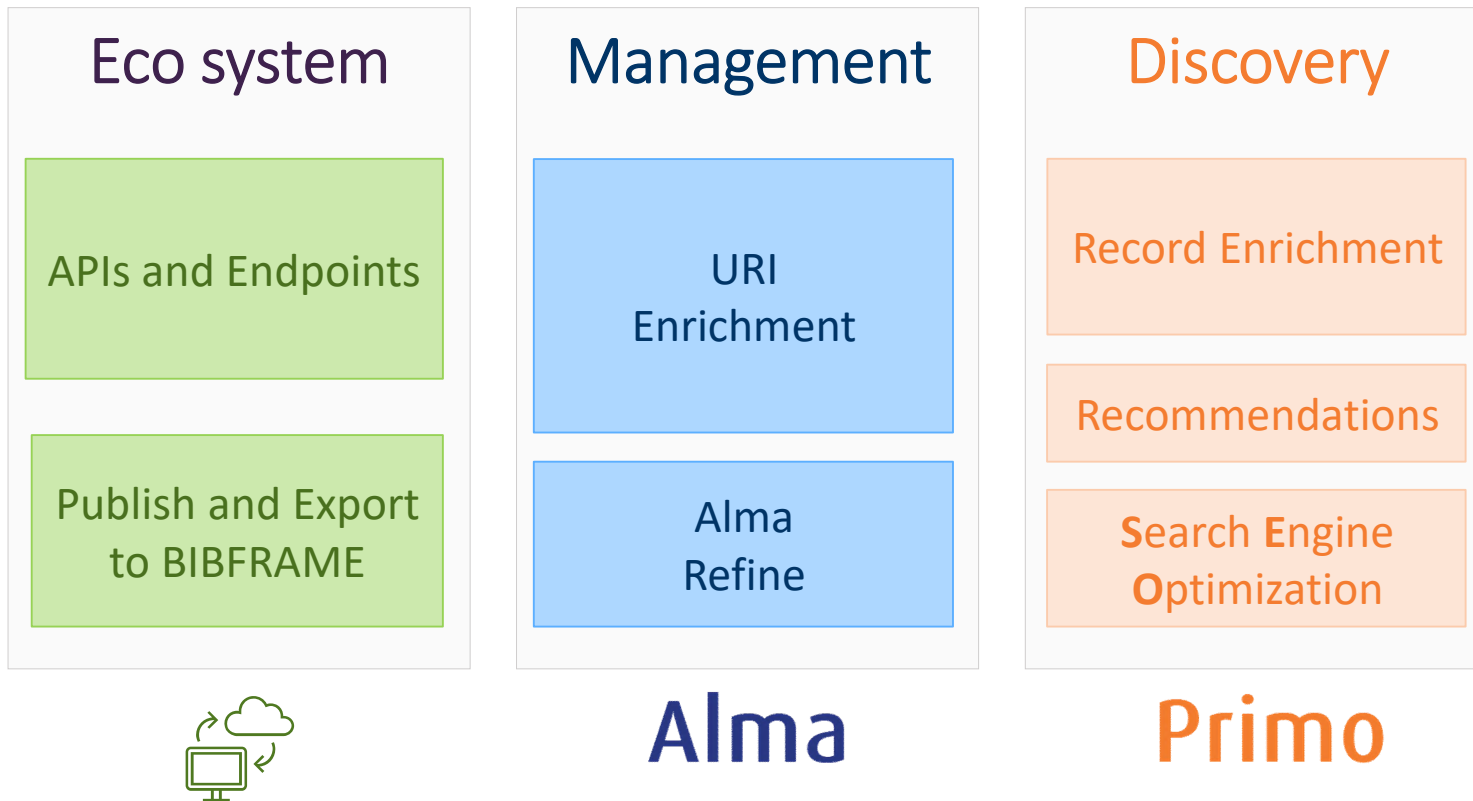 Eco system
APIs and Endpoints
Publish and Export
to BIBFRAME
Management
URI
Enrichment
Alma
Refine
Alma
Discovery
Record Enrichment
Recommendations
Search Engine
Optimization
Primo